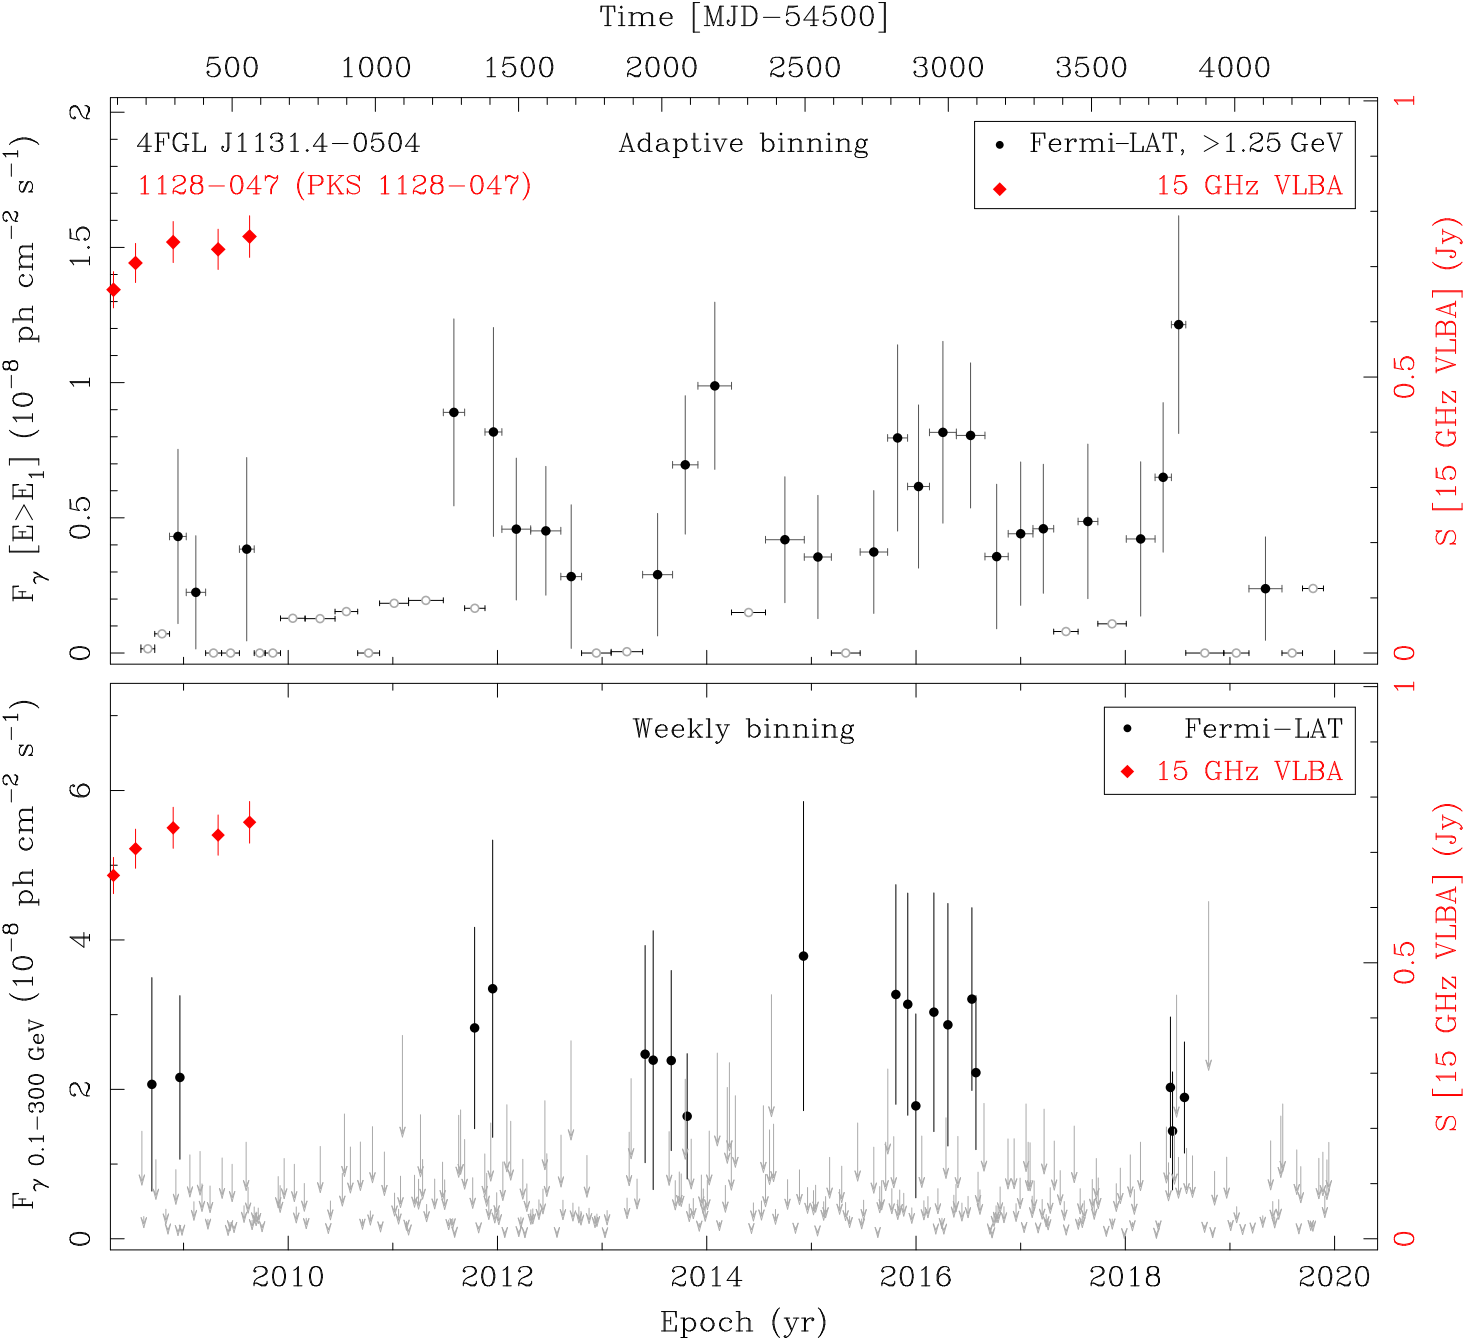 Time [MJD−54500]
500 1000 1500 2000 2500 3000 3500 4000
4FGL J1131.4−0504
1128−047 (PKS 1128−047)
Adaptive binning
Fermi−LAT, >1.25 GeV
15 GHz VLBA
2
1.5
1
0.5
0
F γ [E>E1] (10−8 ph cm−2 s−1)
1
0.5
0
S [15 GHz VLBA] (Jy)
Weekly binning
Fermi−LAT
15 GHz VLBA
6
4
2
0
F γ 0.1−300 GeV (10−8 ph cm−2 s−1)
1
0.5
0
S [15 GHz VLBA] (Jy)
2010 2012 2014 2016 2018 2020
Epoch (yr)